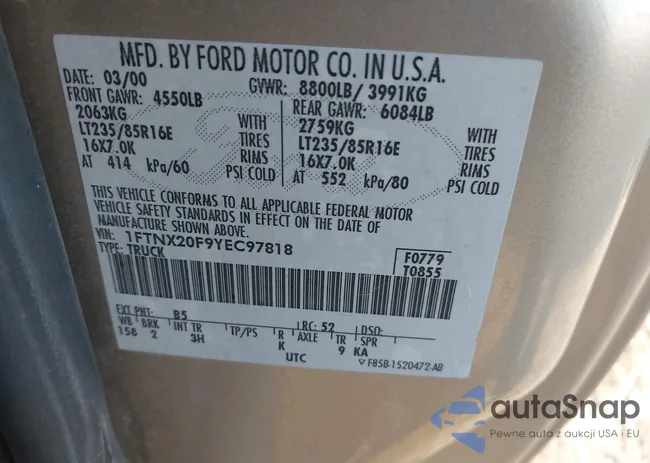 MFD. BY FORD MOTOR CO. IN U.S.A.
DATE: 03/00 GVWR: 8800LB/ 3991KG
FRONT GAWR: 4550LB REAR GAWR: 6084LB
2063KG WITH 2759KG WITH
LT235/85R16E TIRES LT235/85R16E TIRES
16X7.0K RIMS 16X7.0K RIMS
AT 414 kPa/60 PSI COLD AT 552 kPa/80 PSI COLD
THIS VEHICLE CONFORMS TO ALL APPLICABLE FEDERAL MOTOR
VEHICLE SAFETY STANDARDS IN EFFECT ON THE DATE OF
MANUFACTURE SHOWN ABOVE.
VIN: 1FTNX20F9YEC97818 F0779
TYPE: TRUCK T0855
EXT PNT: B5 RC: 52 DSO:
WB BRK INT TR TP/PS R AXLE TR SPR
158 2 3H K 9 KA
UTC ▽ F85B-1520472-AB
autaSnap
Pewne auta z aukcji USA i EU